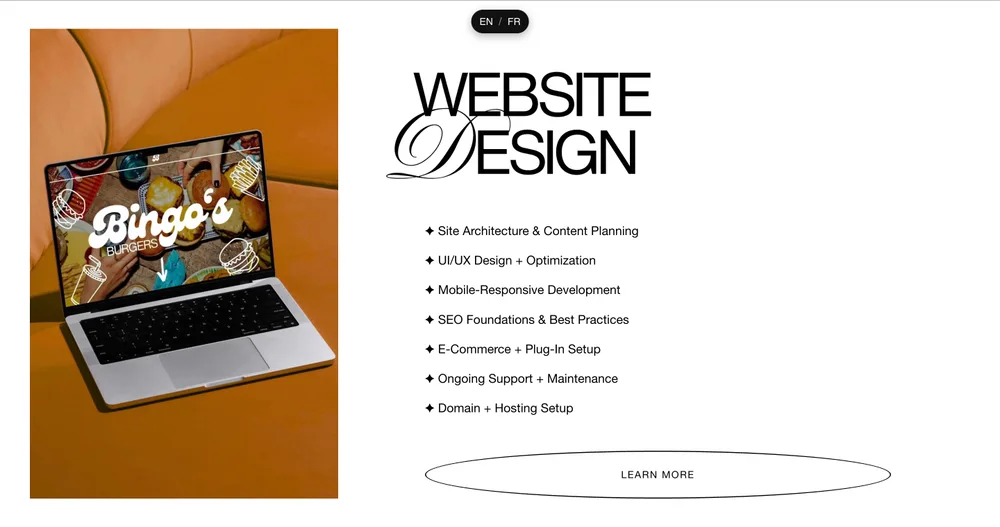 EN / FR
WEBSITE
DESIGN
✦ Site Architecture & Content Planning
✦ UI/UX Design + Optimization
✦ Mobile-Responsive Development
✦ SEO Foundations & Best Practices
✦ E-Commerce + Plug-In Setup
✦ Ongoing Support + Maintenance
✦ Domain + Hosting Setup
LEARN MORE
Bingo's
BURGERS